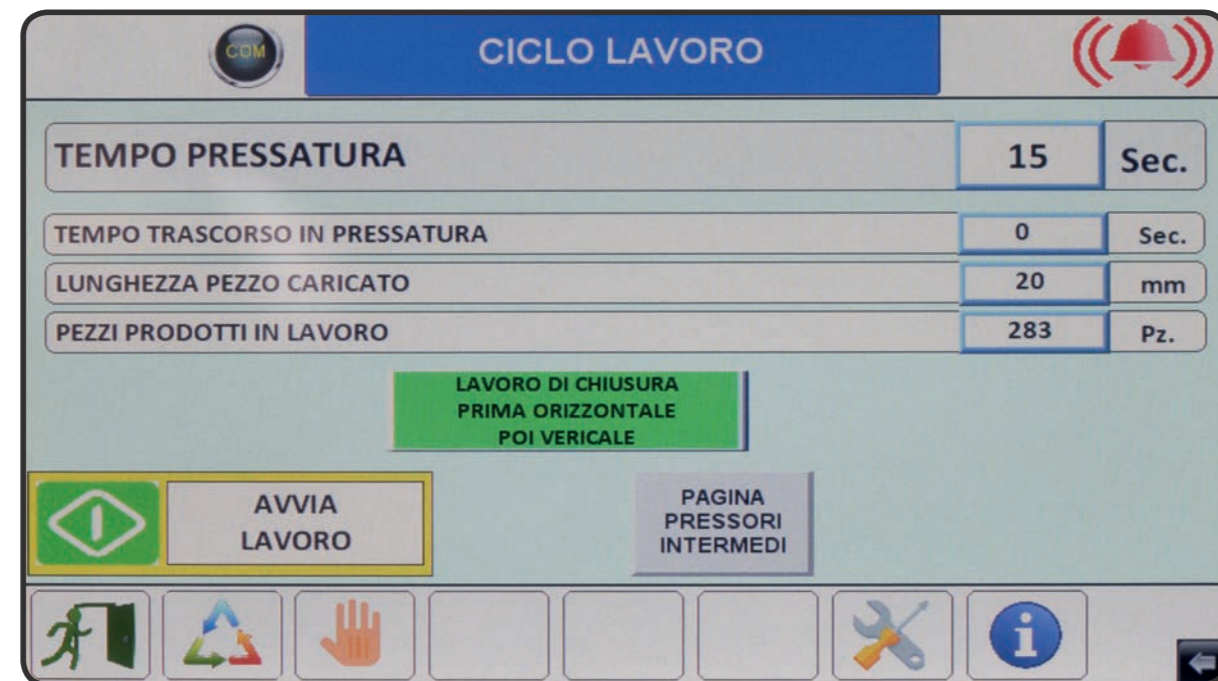 COM
CICLO LAVORO
TEMPO PRESSATURA 15 Sec.
TEMPO TRASCORSO IN PRESSATURA 0 Sec.
LUNGHEZZA PEZZO CARICATO 20 mm
PEZZI PRODOTTI IN LAVORO 283 Pz.
LAVORO DI CHIUSURA
PRIMA ORIZZONTALE
POI VERICALE
AVVIA
LAVORO
PAGINA
PRESSORI
INTERMEDI
i